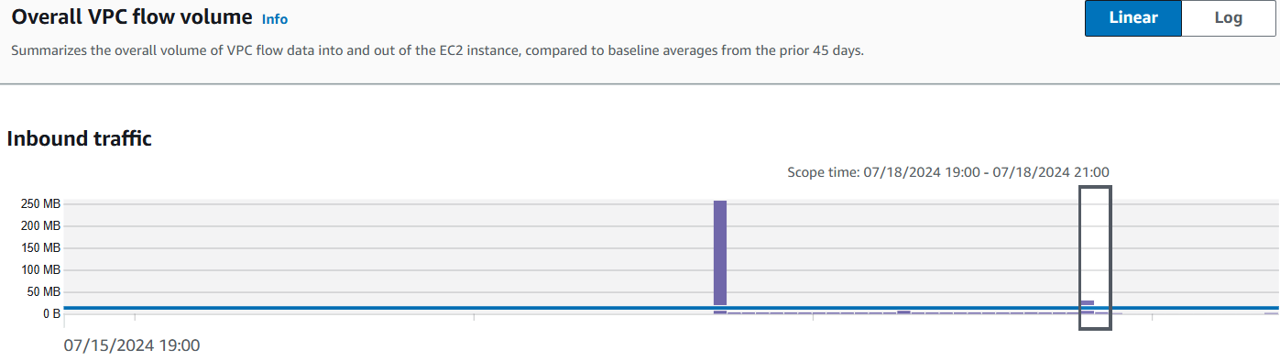 Overall VPC flow volume Info
Linear Log
Summarizes the overall volume of VPC flow data into and out of the EC2 instance, compared to baseline averages from the prior 45 days.
Inbound traffic
Scope time: 07/18/2024 19:00 - 07/18/2024 21:00
250 MB
200 MB
150 MB
100 MB
50 MB
0 B
07/15/2024 19:00